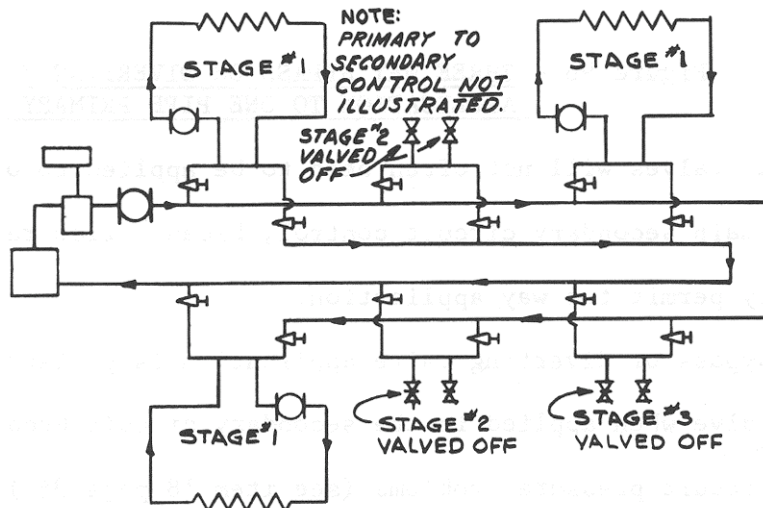 STAGE #1
NOTE:
PRIMARY TO
SECONDARY
CONTROL NOT
ILLUSTRATED.
STAGE #1
STAGE #2
VALVED
OFF
STAGE #1
STAGE #2
VALVED OFF
STAGE #3
VALVED OFF